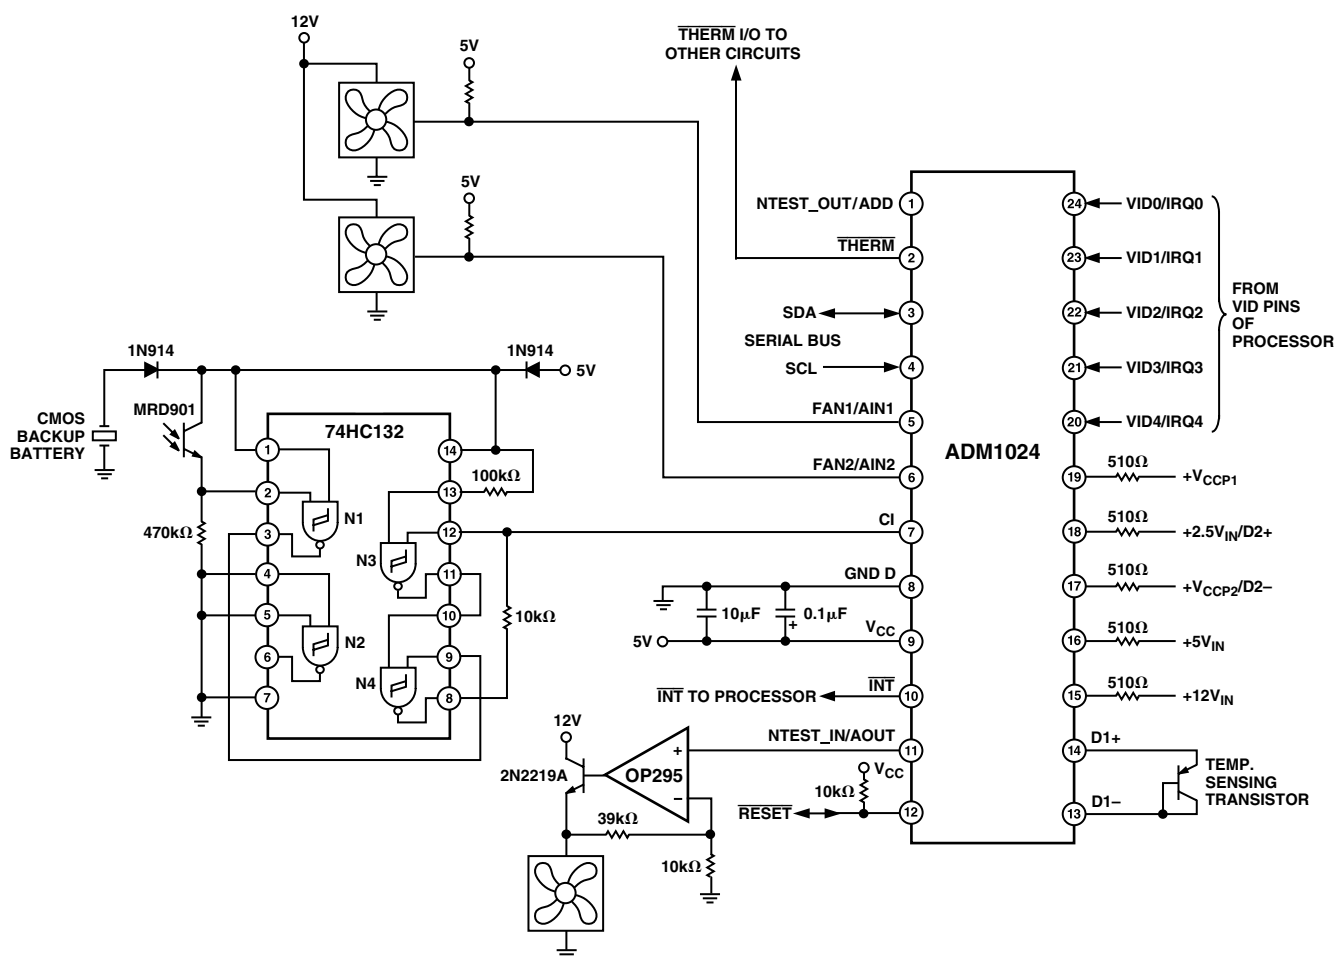 12V
5V
THERM I/O TO
OTHER CIRCUITS
5V
NTEST_OUT/ADD
1
24
VID0/IRQ0
THERM
2
23
VID1/IRQ1
SDA
3
22
VID2/IRQ2
SERIAL BUS
SCL
4
21
VID3/IRQ3
FROM
VID PINS
OF
PROCESSOR
FAN1/AIN1
5
20
VID4/IRQ4
ADM1024
FAN2/AIN2
6
19
510Ω
+VCCP1
CI
7
18
510Ω
+2.5VIN/D2+
GND D
8
17
510Ω
+VCCP2/D2–
10µF
0.1µF
+
5V
VCC
9
16
510Ω
+5VIN
INT TO PROCESSOR
INT
10
15
510Ω
+12VIN
NTEST_IN/AOUT
11
14
D1+
VCC
10kΩ
RESET
12
13
D1–
TEMP.
SENSING
TRANSISTOR
1N914
1N914
5V
CMOS
BACKUP
BATTERY
MRD901
74HC132
1
14
100kΩ
2
13
N1
470kΩ
3
12
N3
4
11
5
10
10kΩ
N2
6
9
N4
7
8
12V
2N2219A
OP295
+
–
39kΩ
10kΩ